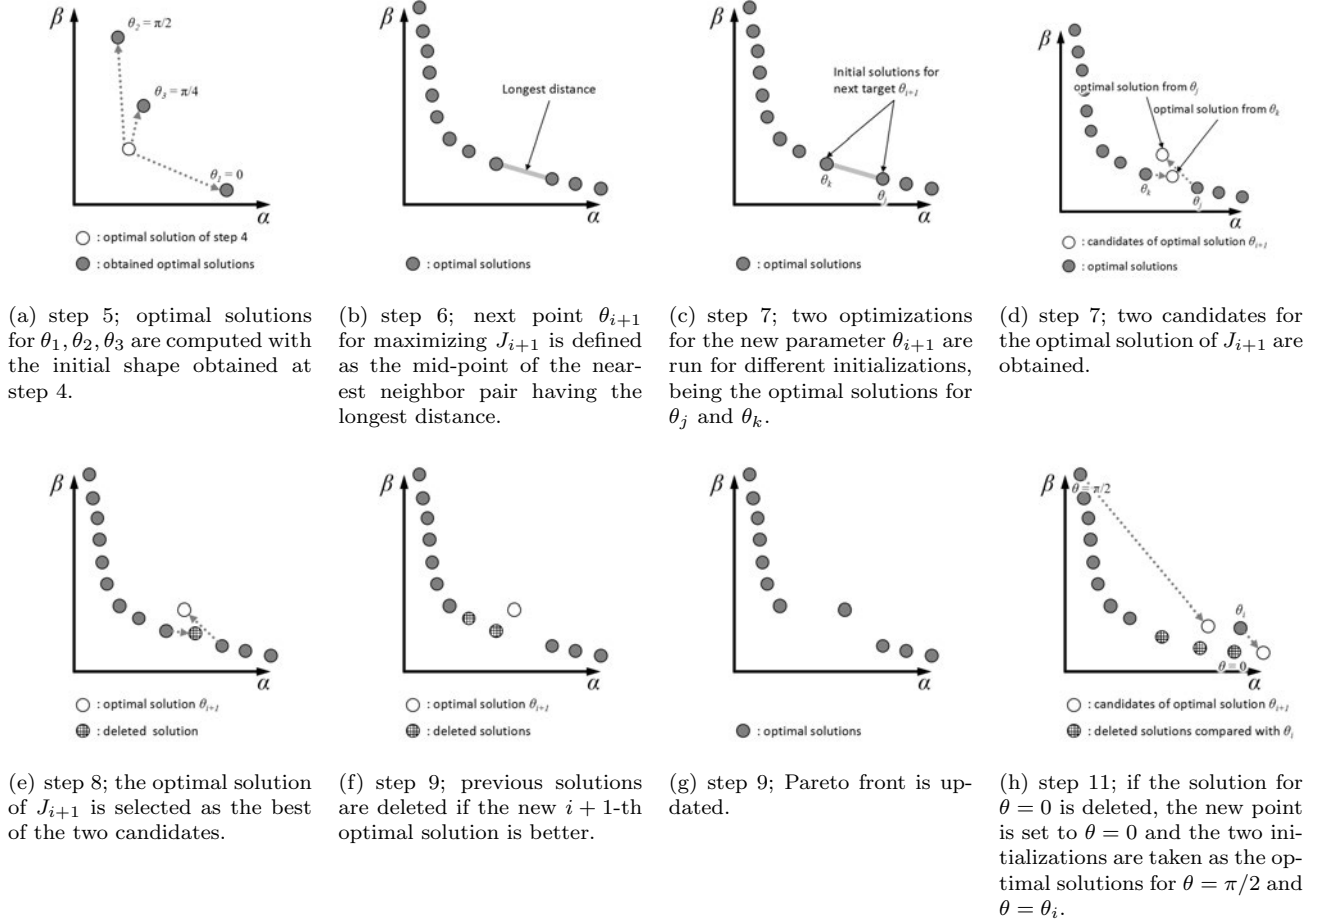 β
θ₂ = π/2
θ₃ = π/4
θ₁ = 0
α
: optimal solution of step 4
: obtained optimal solutions
(a) step 5; optimal solutions
for θ₁, θ₂, θ₃ are computed with
the initial shape obtained at
step 4.
β
Longest distance
α
: optimal solutions
(b) step 6; next point θᵢ₊₁
for maximizing Jᵢ₊₁ is defined
as the mid-point of the near-
est neighbor pair having the
longest distance.
β
Initial solutions for
next target θᵢ₊₁
θₖ
θⱼ
α
: optimal solutions
(c) step 7; two optimizations
for the new parameter θᵢ₊₁ are
run for different initializations,
being the optimal solutions for
θⱼ and θₖ.
β
optimal solution from θⱼ
optimal solution from θₖ
θₖ
θⱼ
α
: candidates of optimal solution θᵢ₊₁
: optimal solutions
(d) step 7; two candidates for
the optimal solution of Jᵢ₊₁ are
obtained.
β
α
: optimal solution θᵢ₊₁
: deleted solution
(e) step 8; the optimal solution
of Jᵢ₊₁ is selected as the best
of the two candidates.
β
α
: optimal solution θᵢ₊₁
: deleted solutions
(f) step 9; previous solutions
are deleted if the new i + 1-th
optimal solution is better.
β
α
: optimal solutions
(g) step 9; Pareto front is up-
dated.
β
θ = π/2
θᵢ
θ = 0
α
: candidates of optimal solution θᵢ₊₁
: deleted solutions compared with θᵢ
(h) step 11; if the solution for
θ = 0 is deleted, the new point
is set to θ = 0 and the two ini-
tializations are taken as the op-
timal solutions for θ = π/2 and
θ = θᵢ.